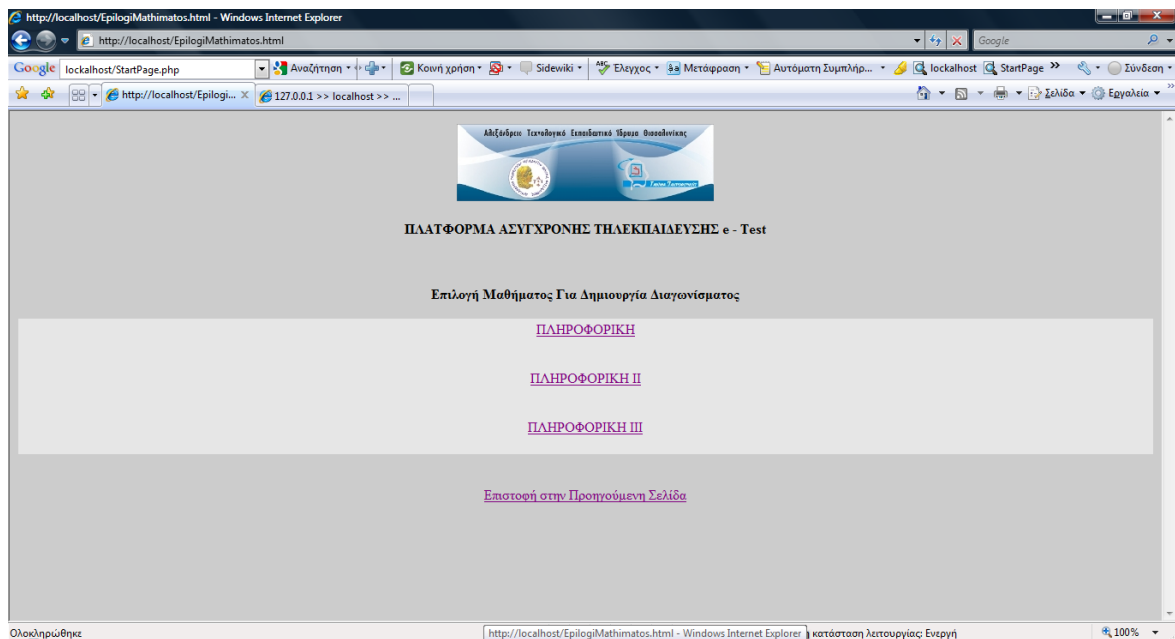 http://localhost/EpilogiMathimatos.html - Windows Internet Explorer
http://localhost/EpilogiMathimatos.html
Google
Google lockalhost/StartPage.php Αναζήτηση Κοινή χρήση Sidewiki Έλεγχος Μετάφραση Αυτόματη Συμπλήρ... lockalhost StartPage Σύνδεση
http://localhost/Epilogi... 127.0.0.1 >> localhost >> ... Σελίδα Εργαλεία
Αλεξάνδρειο Τεχνολογικό Εκπαιδευτικό Ίδρυμα Θεσσαλονίκης
ΠΛΑΤΦΟΡΜΑ ΑΣΥΓΧΡΟΝΗΣ ΤΗΛΕΚΠΑΙΔΕΥΣΗΣ e - Test
Επιλογή Μαθήματος Για Δημιουργία Διαγωνίσματος
ΠΛΗΡΟΦΟΡΙΚΗ
ΠΛΗΡΟΦΟΡΙΚΗ ΙΙ
ΠΛΗΡΟΦΟΡΙΚΗ ΙΙΙ
Επιστοφή στην Προηγούμενη Σελίδα
Ολοκληρώθηκε http://localhost/EpilogiMathimatos.html - Windows Internet Explorer κατάσταση λειτουργίας: Ενεργή 100%